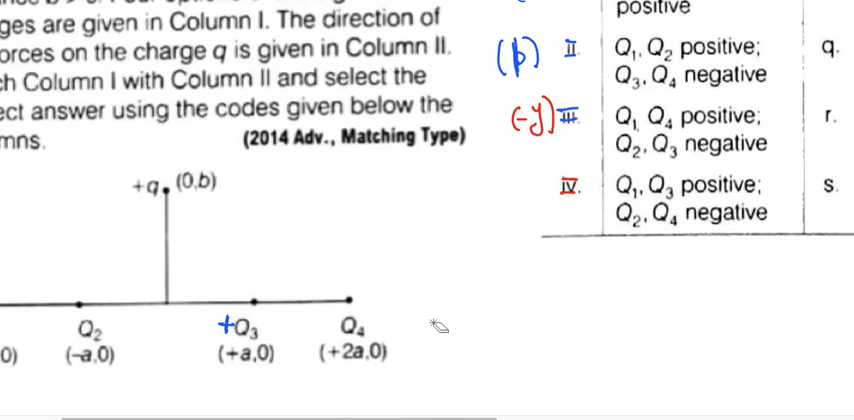 ges are given in Column I. The direction of
orces on the charge q is given in Column II.
ch Column I with Column II and select the
ect answer using the codes given below the
mns.
(2014 Adv., Matching Type)
+q (0,b)
Q₂
+Q₃
Q₄
0)
(-a,0)
(+a,0)
(+2a,0)
positive
(p) II. Q₁, Q₂ positive; q.
Q₃, Q₄ negative
(-y) III. Q₁, Q₄ positive; r.
Q₂, Q₃ negative
IV. Q₁, Q₃ positive; s.
Q₂, Q₄ negative